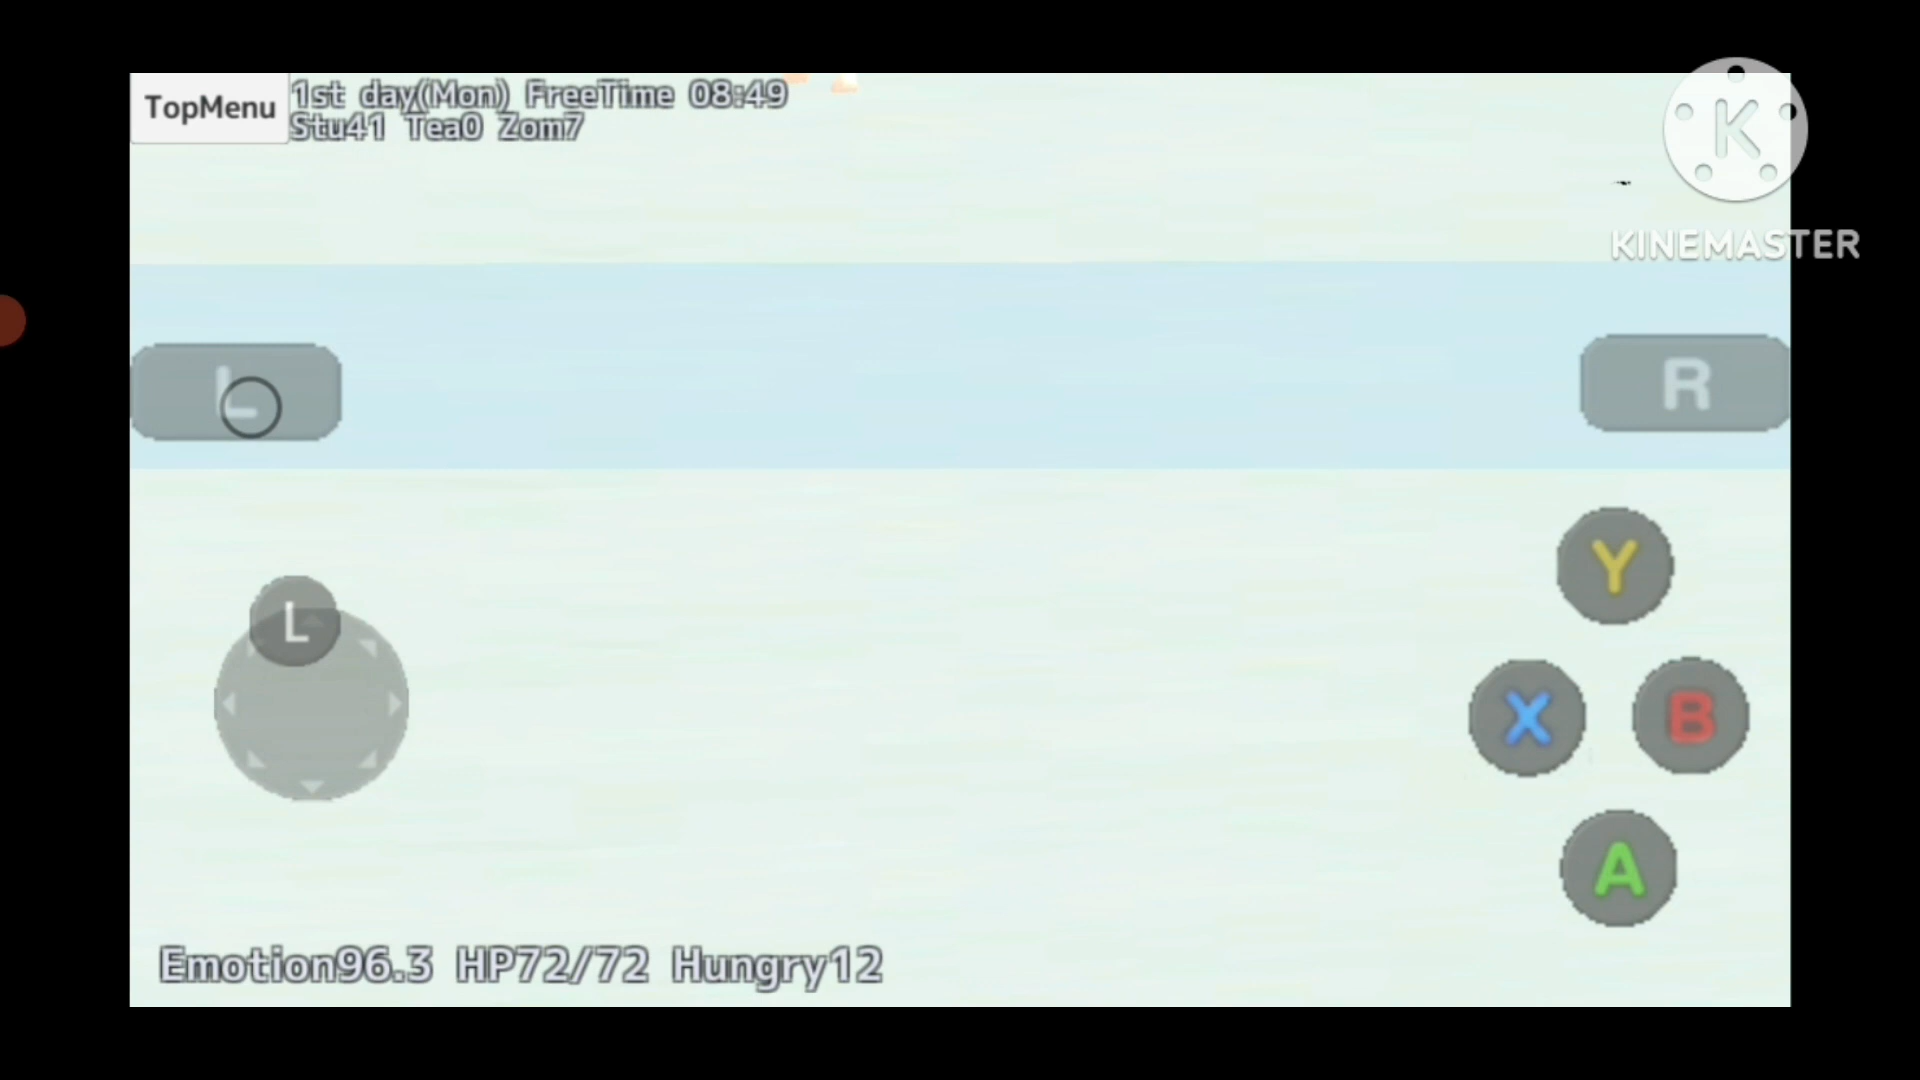 TopMenu
1st day(Mon) FreeTime 08:49
Stu41 Tea0 Zom7
K
KINEMASTER
L
R
Y
L
X
B
A
Emotion96.3 HP72/72 Hungry12